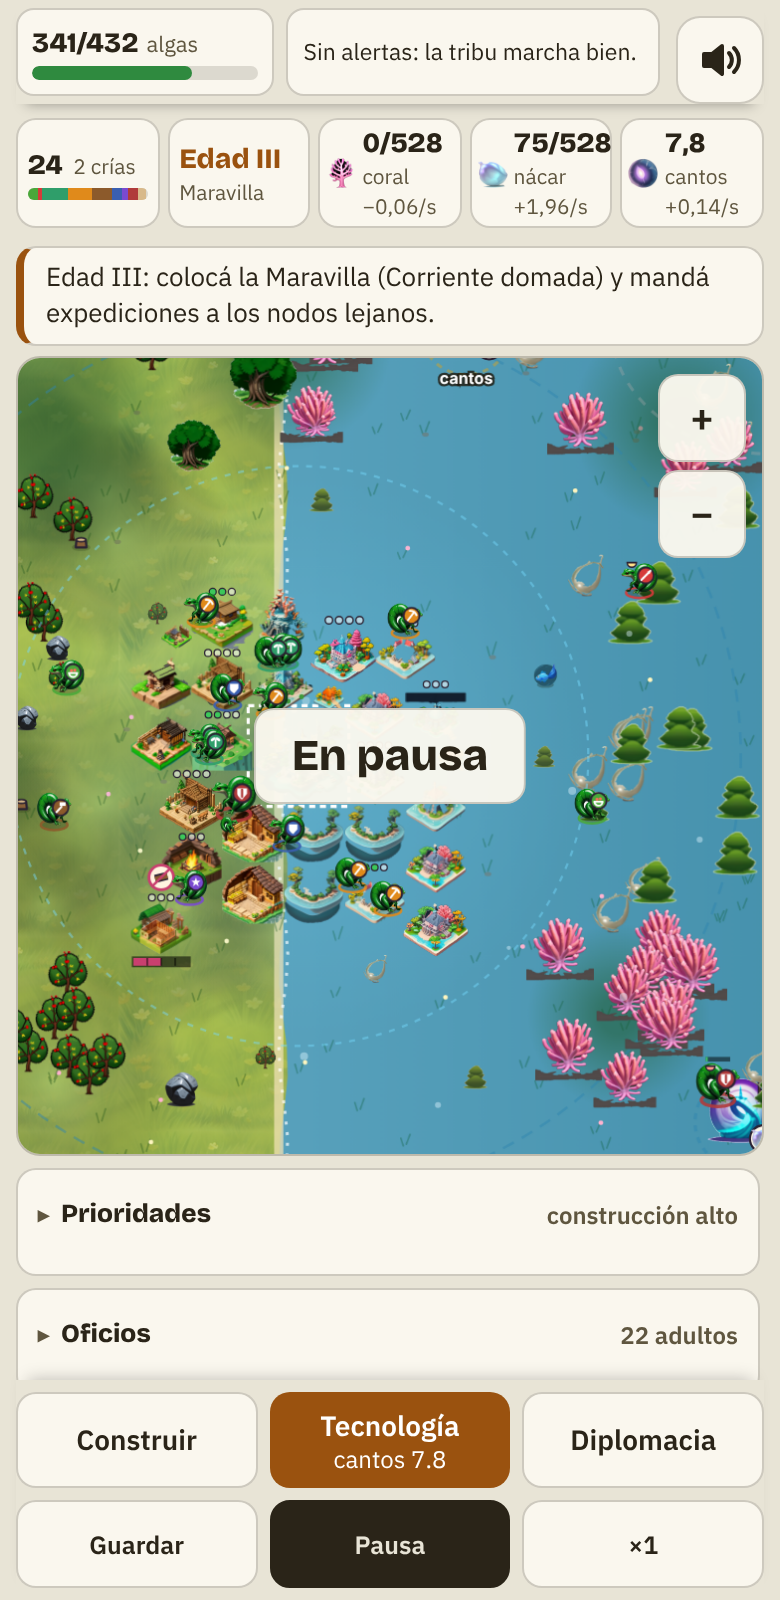 341/432 algas
Sin alertas: la tribu marcha bien.
24 2 crías
Edad III
Maravilla
0/528
coral
−0,06/s
75/528
nácar
+1,96/s
7,8
cantos
+0,14/s
Edad III: colocá la Maravilla (Corriente domada) y mandá
expediciones a los nodos lejanos.
cantos
+
−
En pausa
▸ Prioridades construcción alto
▸ Oficios 22 adultos
Construir
Tecnología
cantos 7.8
Diplomacia
Guardar
Pausa
×1